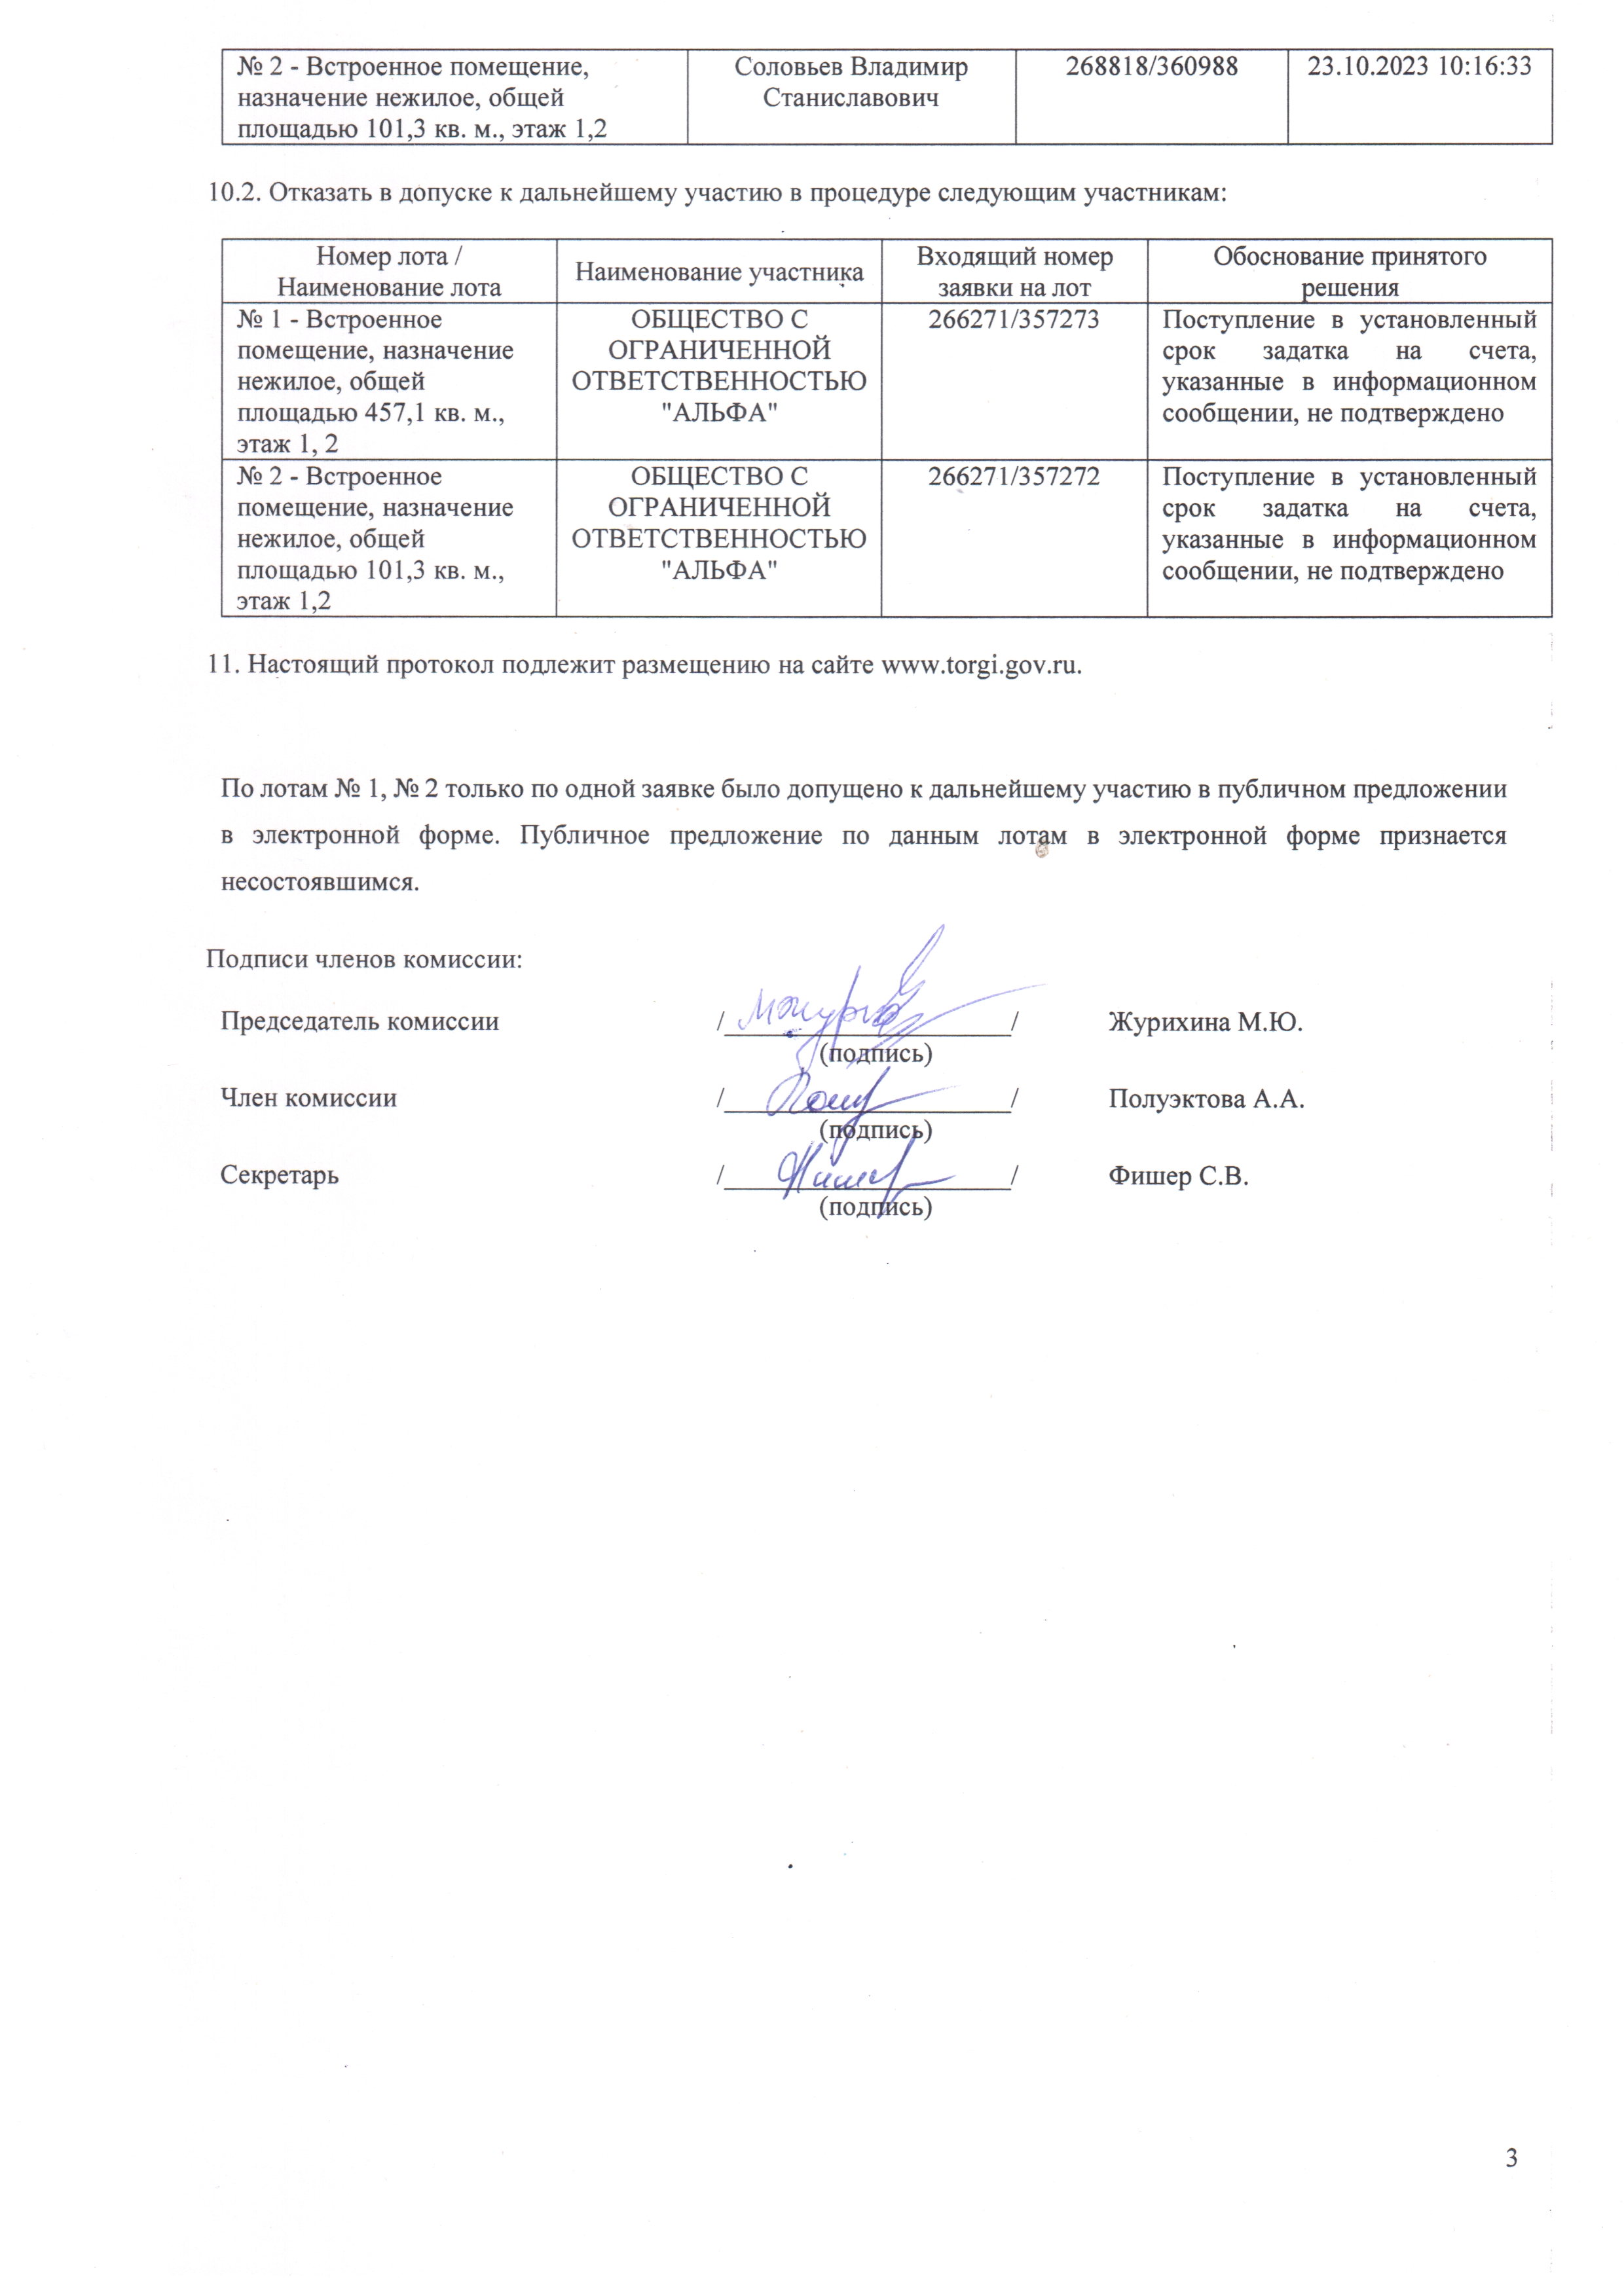 № 2 - Встроенное помещение,
назначение нежилое, общей
площадью 101,3 кв. м., этаж 1,2
Соловьев Владимир
Станиславович
268818/360988
23.10.2023 10:16:33
10.2. Отказать в допуске к дальнейшему участию в процедуре следующим участникам:
Номер лота /
Наименование лота
Наименование участника
Входящий номер
заявки на лот
Обоснование принятого
решения
№ 1 - Встроенное
помещение, назначение
нежилое, общей
площадью 457,1 кв. м.,
этаж 1, 2
ОБЩЕСТВО С
ОГРАНИЧЕННОЙ
ОТВЕТСТВЕННОСТЬЮ
"АЛЬФА"
266271/357273
Поступление в установленный
срок задатка на счета,
указанные в информационном
сообщении, не подтверждено
№ 2 - Встроенное
помещение, назначение
нежилое, общей
площадью 101,3 кв. м.,
этаж 1,2
ОБЩЕСТВО С
ОГРАНИЧЕННОЙ
ОТВЕТСТВЕННОСТЬЮ
"АЛЬФА"
266271/357272
Поступление в установленный
срок задатка на счета,
указанные в информационном
сообщении, не подтверждено
11. Настоящий протокол подлежит размещению на сайте www.torgi.gov.ru.
По лотам № 1, № 2 только по одной заявке было допущено к дальнейшему участию в публичном предложении
в электронной форме. Публичное предложение по данным лотам в электронной форме признается
несостоявшимся.
Подписи членов комиссии:
Председатель комиссии /____________________/ Журихина М.Ю.
(подпись)
Член комиссии /____________________/ Полуэктова А.А.
(подпись)
Секретарь /____________________/ Фишер С.В.
(подпись)
3